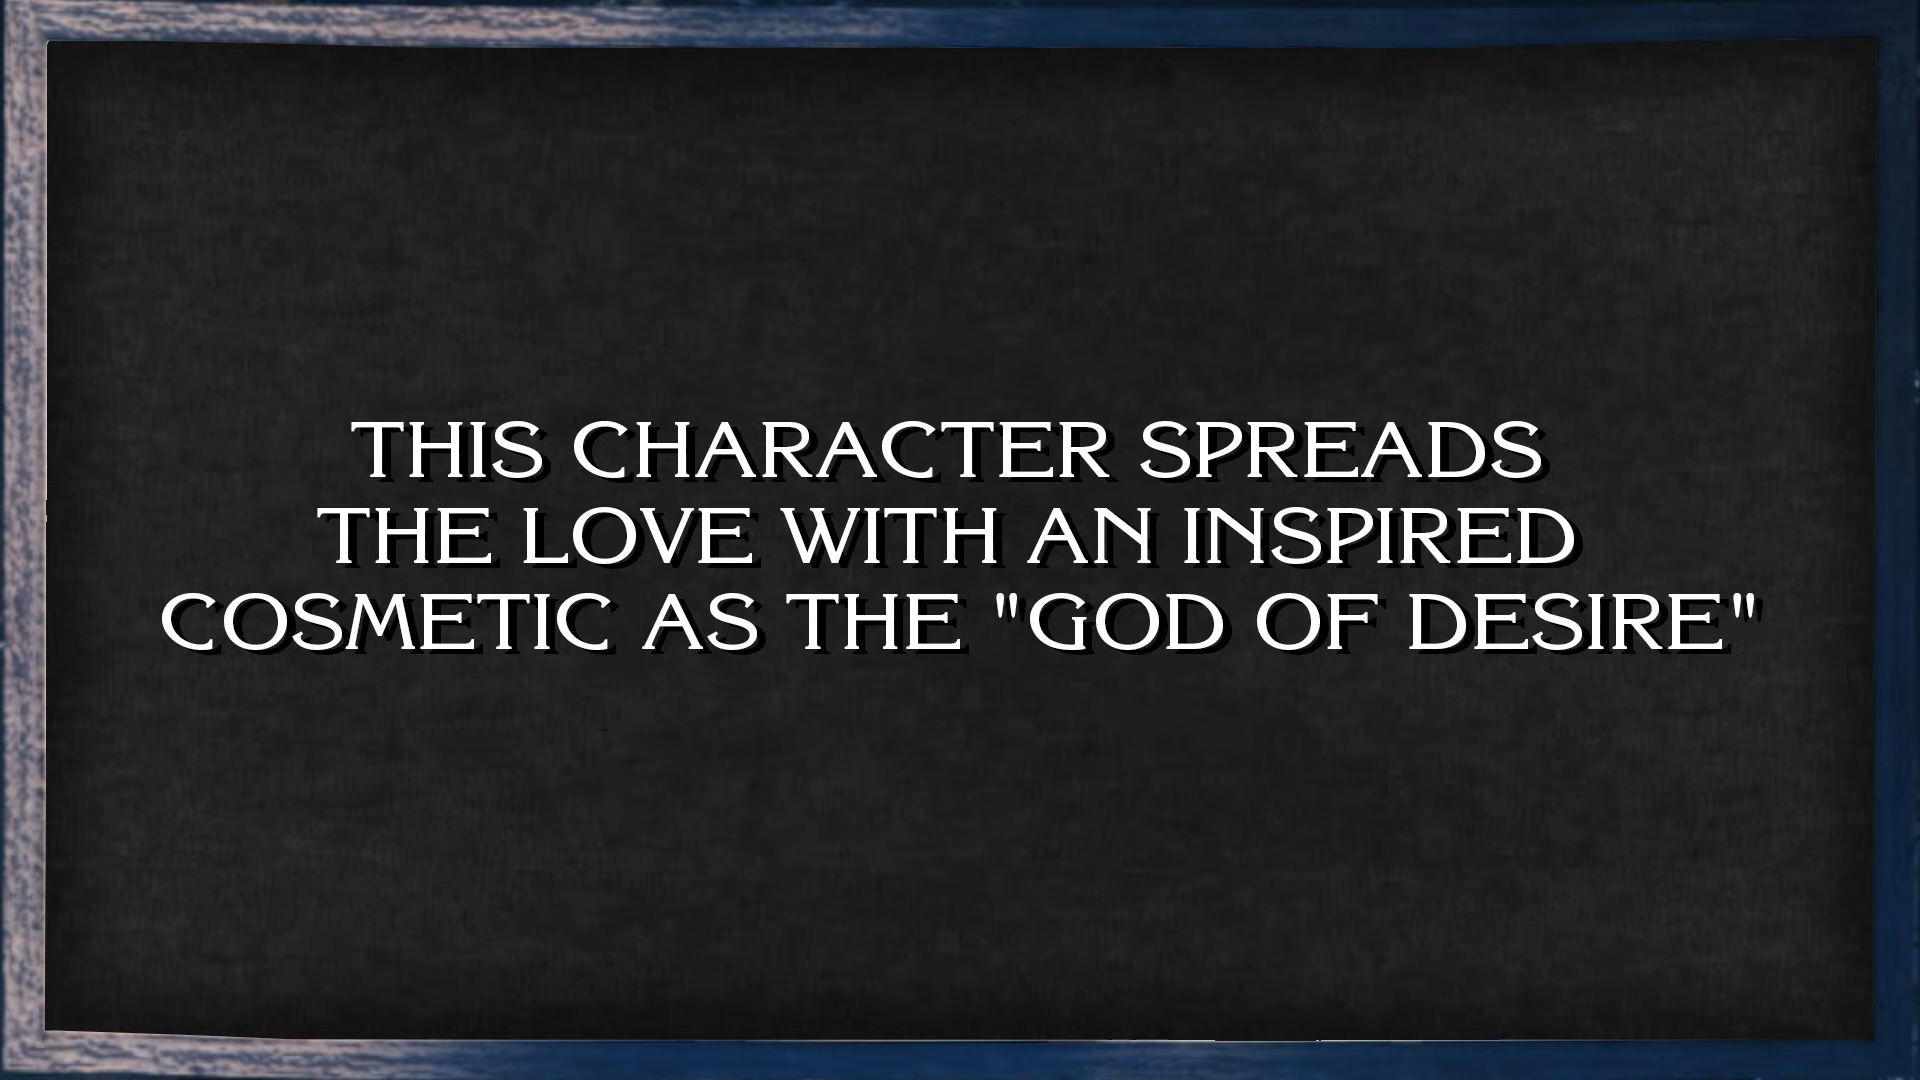 THIS CHARACTER SPREADS
THE LOVE WITH AN INSPIRED
COSMETIC AS THE "GOD OF DESIRE"